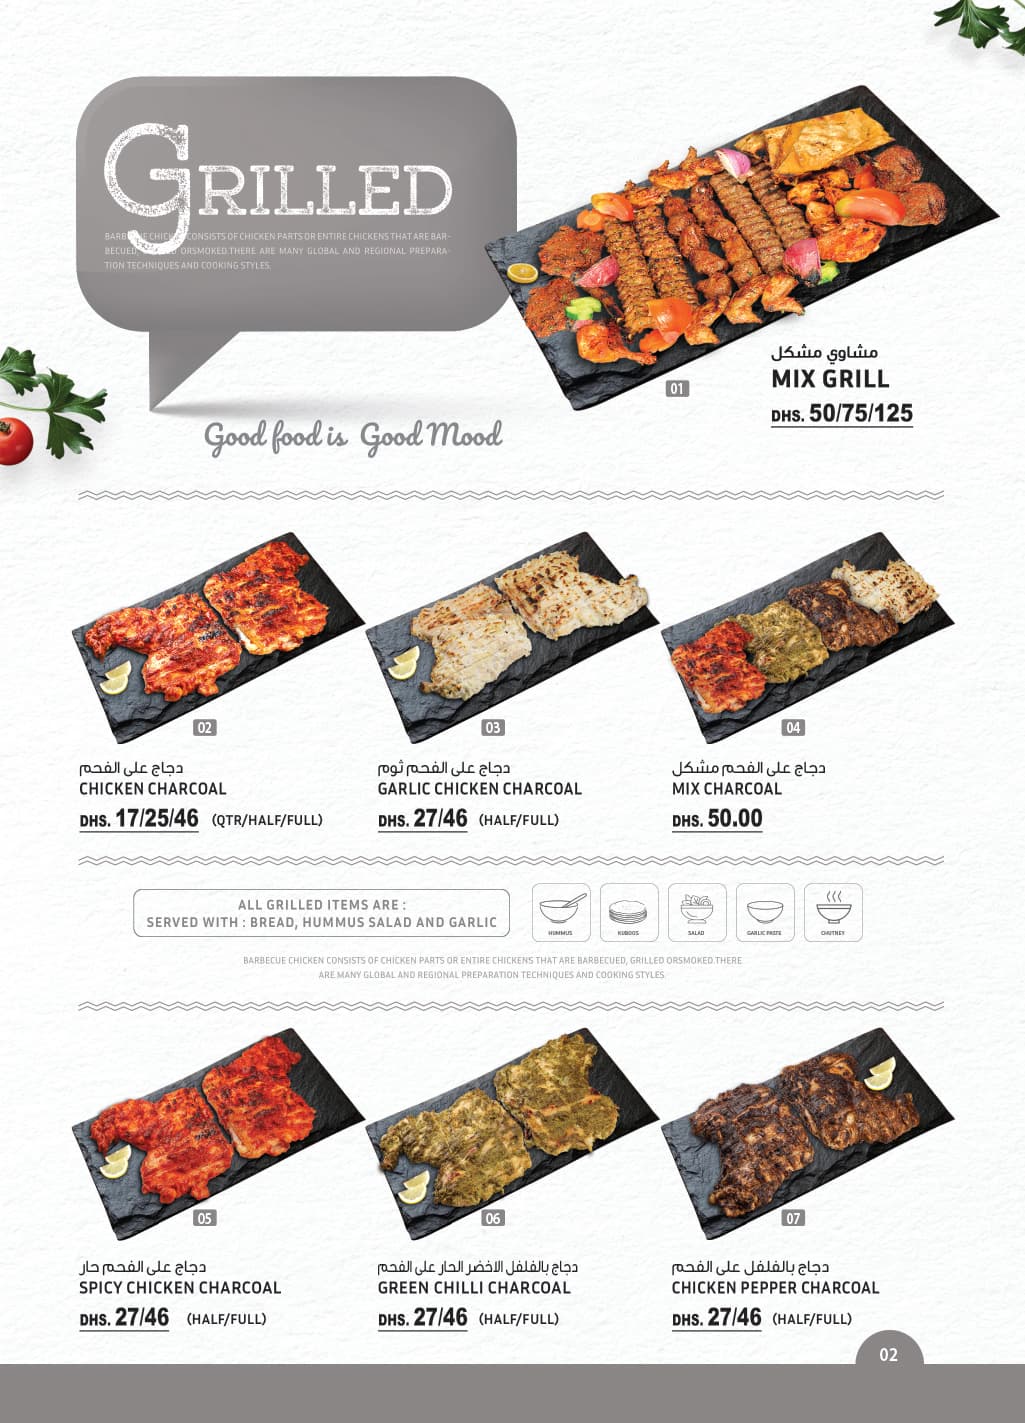 GRILLED
BARBECUE CHICKEN CONSISTS OF CHICKEN PARTS OR ENTIRE CHICKENS THAT ARE BAR-
BECUED, ORSMOKED.THERE ARE MANY GLOBAL AND REGIONAL PREPARA-
TION TECHNIQUES AND COOKING STYLES.
Good food is Good Mood
01
مشاوي مشكل
MIX GRILL
DHS. 50/75/125
02
دجاج على الفحم
CHICKEN CHARCOAL
DHS. 17/25/46 (QTR/HALF/FULL)
03
دجاج على الفحم ثوم
GARLIC CHICKEN CHARCOAL
DHS. 27/46 (HALF/FULL)
04
دجاج على الفحم مشكل
MIX CHARCOAL
DHS. 50.00
ALL GRILLED ITEMS ARE :
SERVED WITH : BREAD, HUMMUS SALAD AND GARLIC
HUMMUS
KUBOOS
SALAD
GARLIC PASTE
CHUTNEY
BARBECUE CHICKEN CONSISTS OF CHICKEN PARTS OR ENTIRE CHICKENS THAT ARE BARBECUED, GRILLED ORSMOKED.THERE
ARE MANY GLOBAL AND REGIONAL PREPARATION TECHNIQUES AND COOKING STYLES
05
دجاج على الفحم حار
SPICY CHICKEN CHARCOAL
DHS. 27/46 (HALF/FULL)
06
دجاج بالفلفل الاخضر الحار على الفحم
GREEN CHILLI CHARCOAL
DHS. 27/46 (HALF/FULL)
07
دجاج بالفلفل على الفحم
CHICKEN PEPPER CHARCOAL
DHS. 27/46 (HALF/FULL)
02